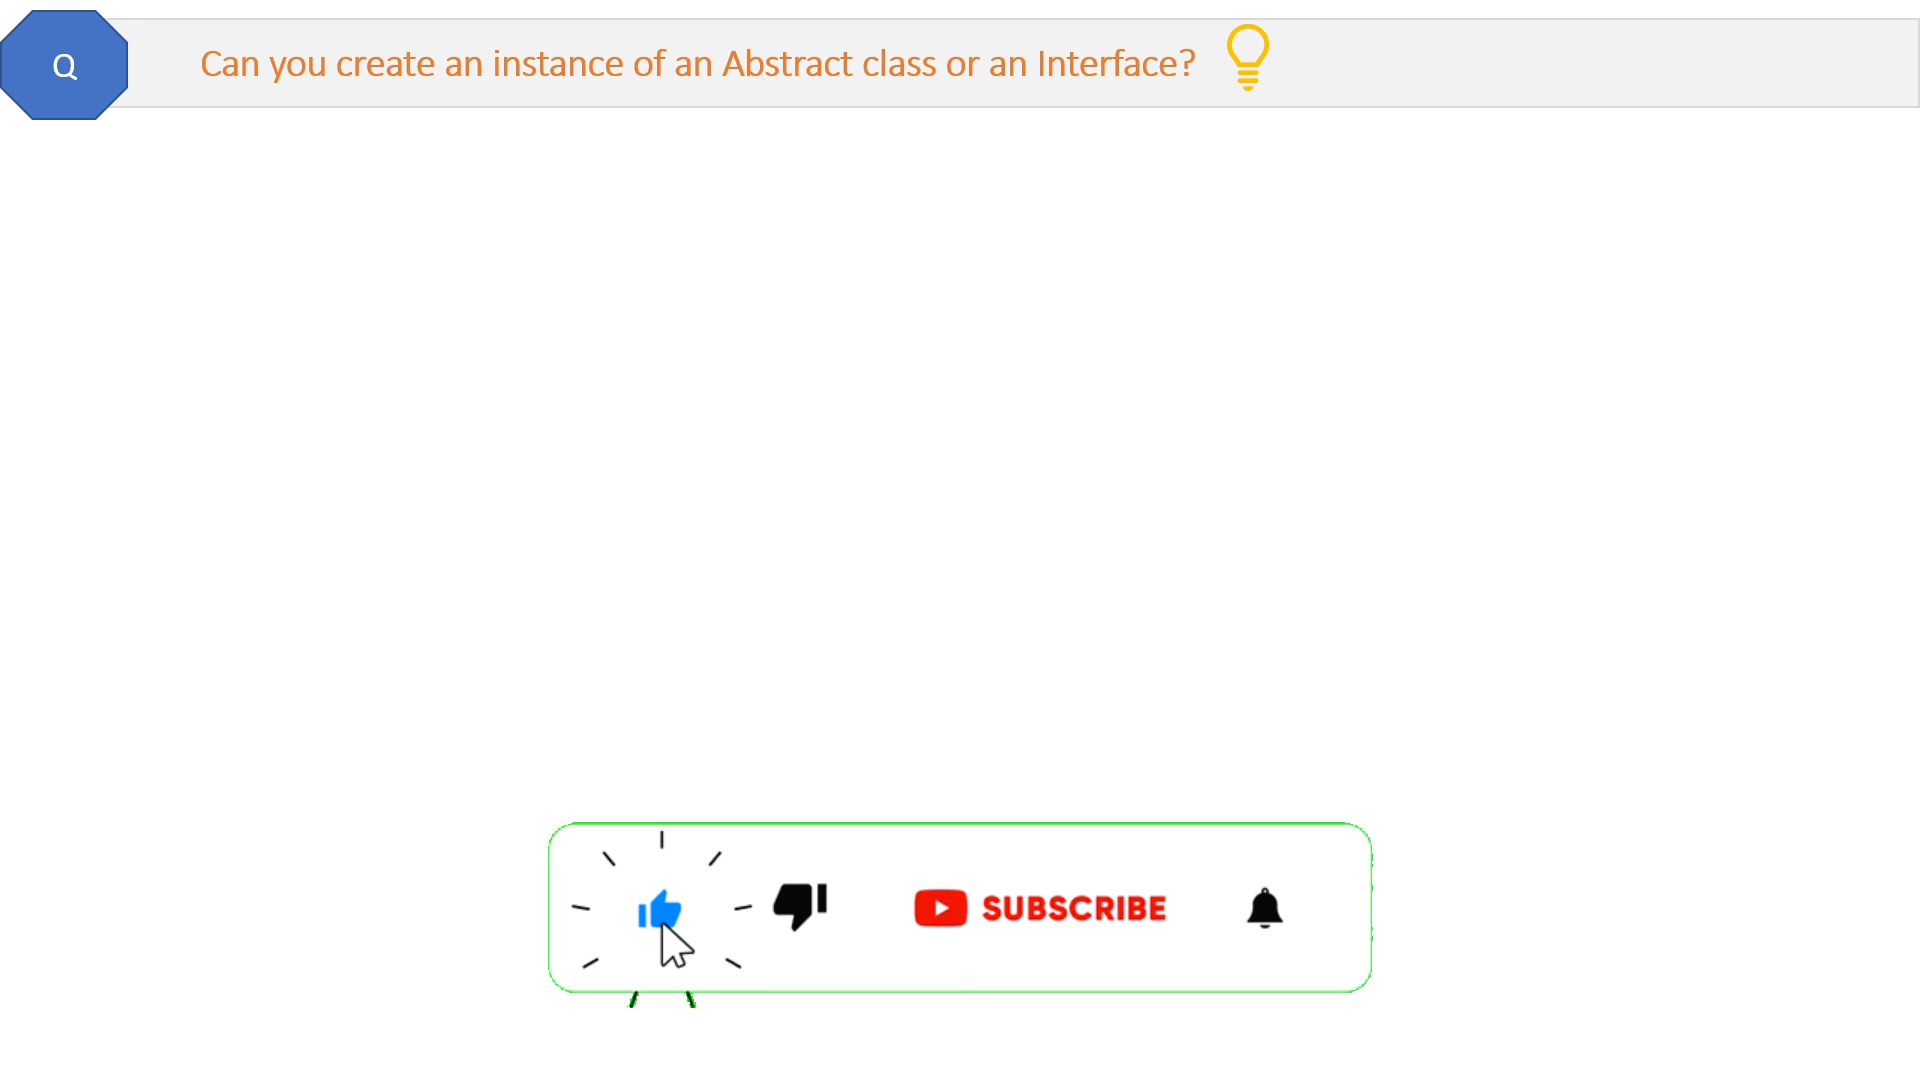 Q
Can you create an instance of an Abstract class or an Interface?
SUBSCRIBE